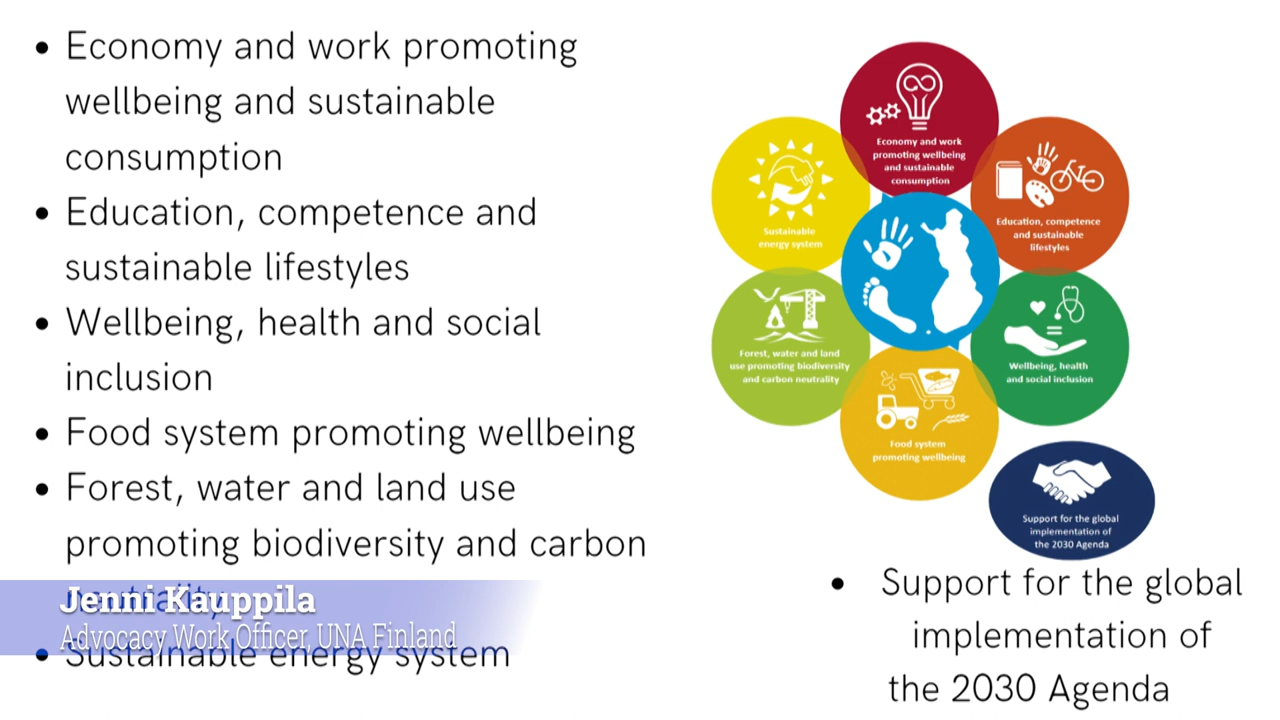 • Economy and work promoting
wellbeing and sustainable
consumption
• Education, competence and
sustainable lifestyles
• Wellbeing, health and social
inclusion
• Food system promoting wellbeing
• Forest, water and land use
promoting biodiversity and carbon
neutrality
• Sustainable energy system
Jenni Kauppila
Advocacy Work Officer, UNA Finland
Economy and work
promoting wellbeing
and sustainable
consumption
Education, competence
and sustainable
lifestyles
Wellbeing, health
and social inclusion
Food system
promoting wellbeing
Forest, water and land
use promoting biodiversity
and carbon neutrality
Sustainable
energy system
Support for the global
implementation of
the 2030 Agenda
• Support for the global
implementation of
the 2030 Agenda